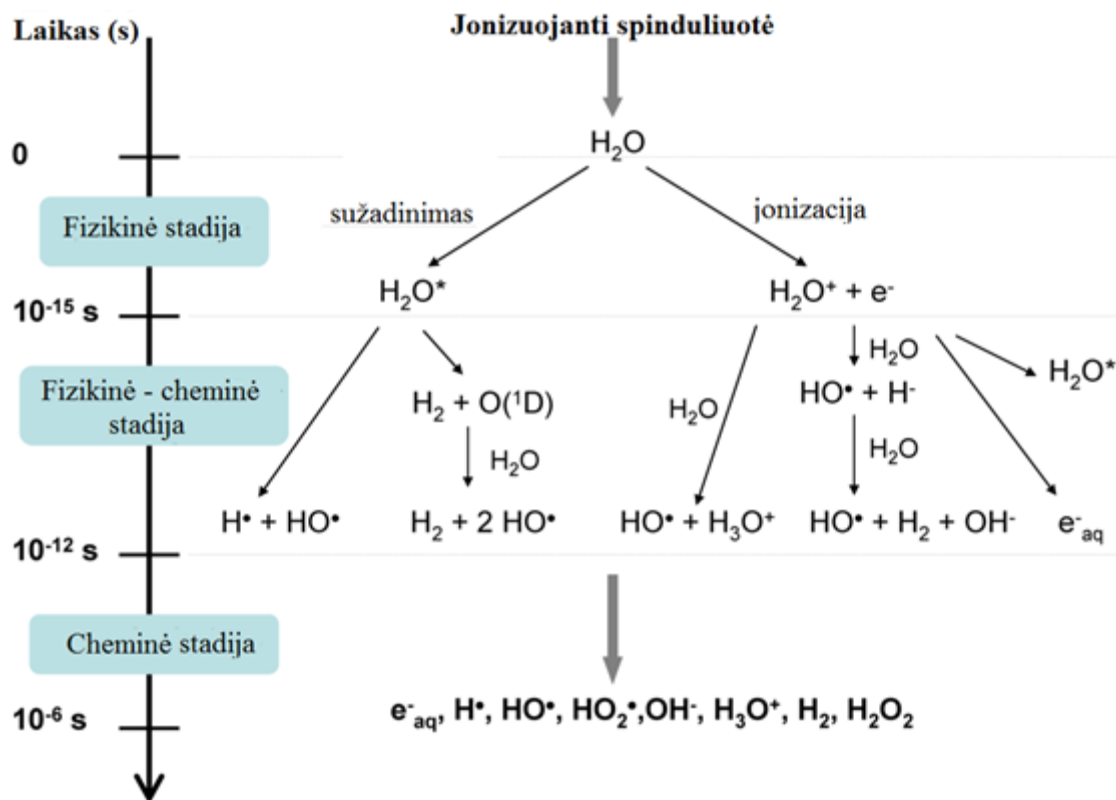 Laikas (s)
Jonizuojanti spinduliuotė
0
H₂O
Fizikinė stadija
sužadinimas
jonizacija
10⁻¹⁵ s
H₂O*
H₂O⁺ + e⁻
Fizikinė - cheminė
stadija
H₂ + O(¹D)
H₂O
H₂O
H₂O
HO• + H⁻
H₂O*
H₂O
H• + HO•
H₂ + 2 HO•
HO• + H₃O⁺
HO• + H₂ + OH⁻
e⁻aq
10⁻¹² s
Cheminė stadija
10⁻⁶ s
e⁻aq, H•, HO•, HO₂•,OH⁻, H₃O⁺, H₂, H₂O₂